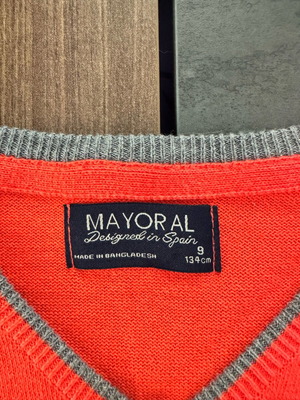 MAYORAL
Designed in Spain
9
MADE IN BANGLADESH
134cm